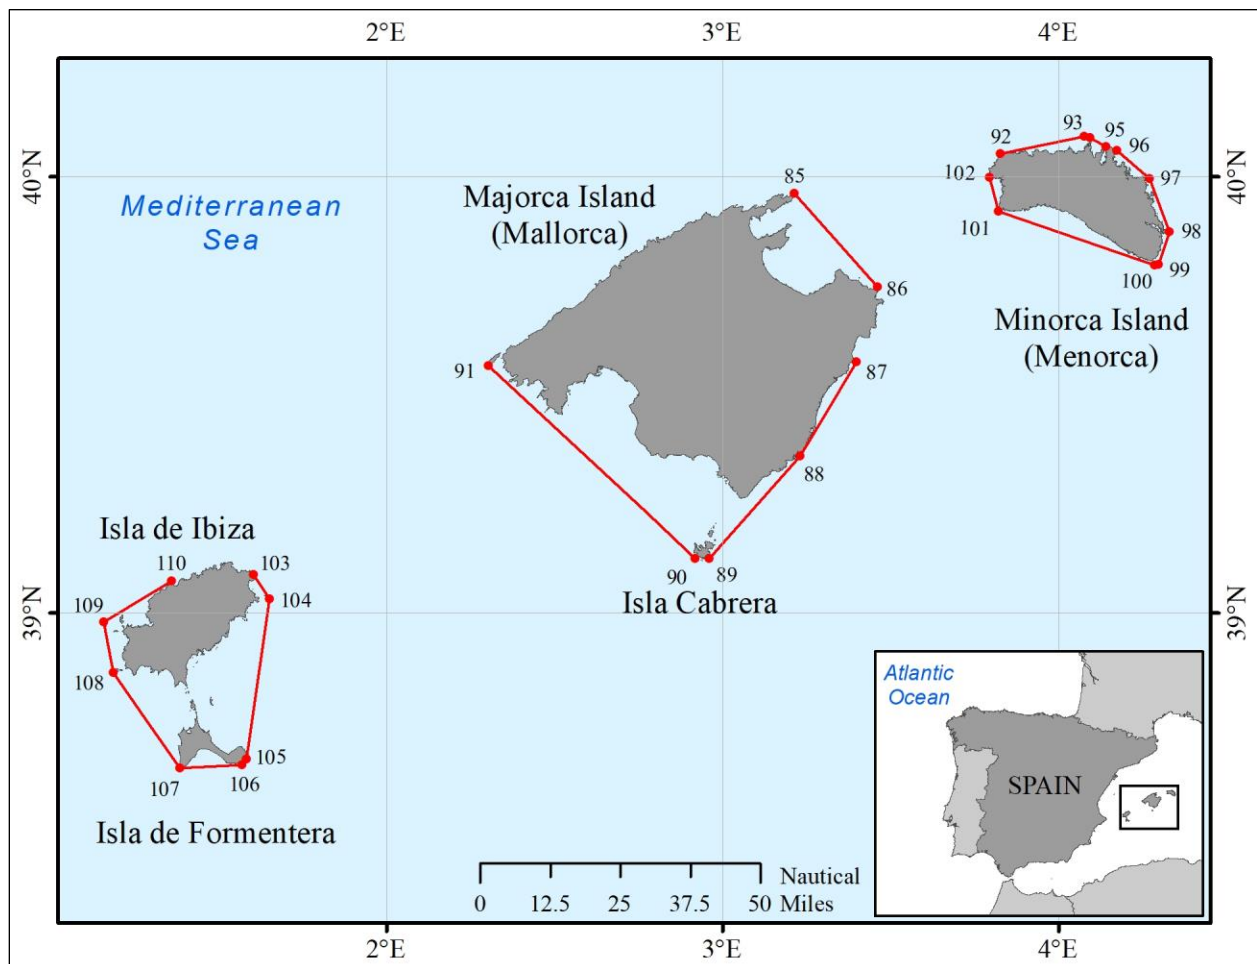 2°E 3°E 4°E
40°N
40°N
39°N
39°N
Mediterranean
Sea
Majorca Island
(Mallorca)
Minorca Island
(Menorca)
85
86
87
88
89
90
91
92
93
95
96
97
98
99
100
101
102
Isla Cabrera
Isla de Ibiza
110
103
104
109
108
105
106
107
Isla de Formentera
Atlantic
Ocean
SPAIN
Nautical
Miles
0 12.5 25 37.5 50
2°E 3°E 4°E